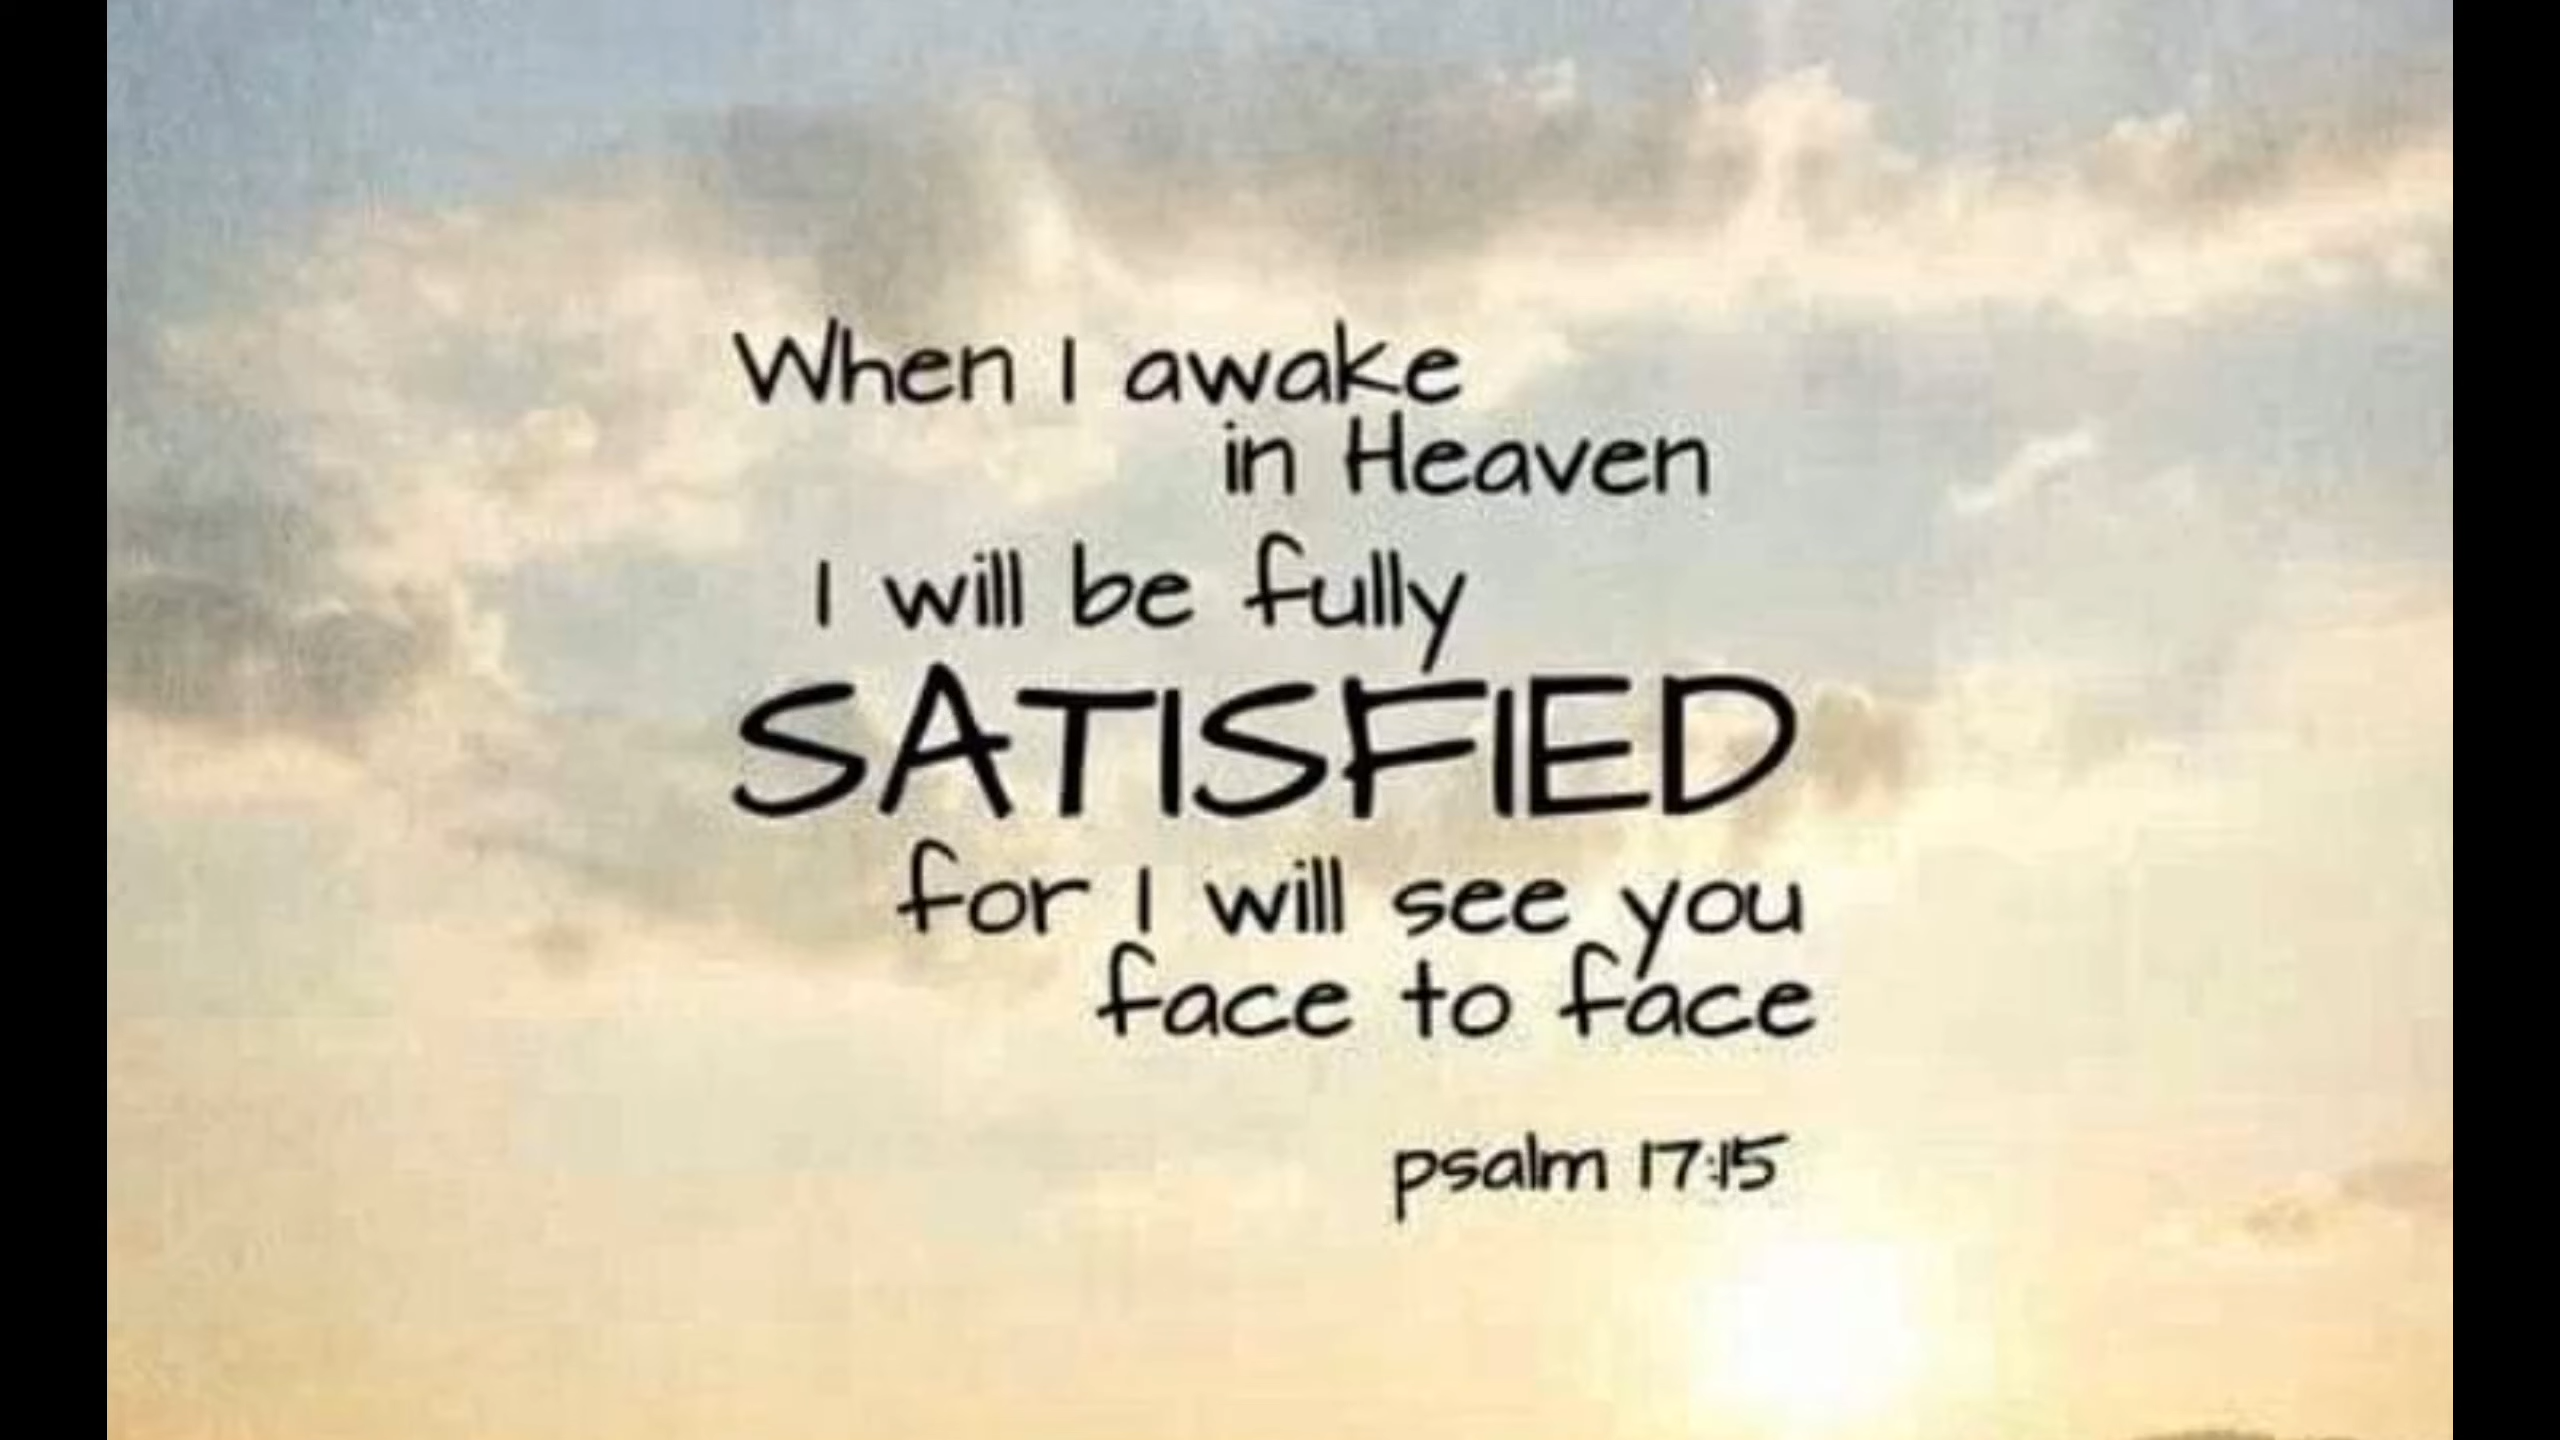 When I awake
in Heaven
I will be fully
SATISFIED
for I will see you
face to face
psalm 17:15